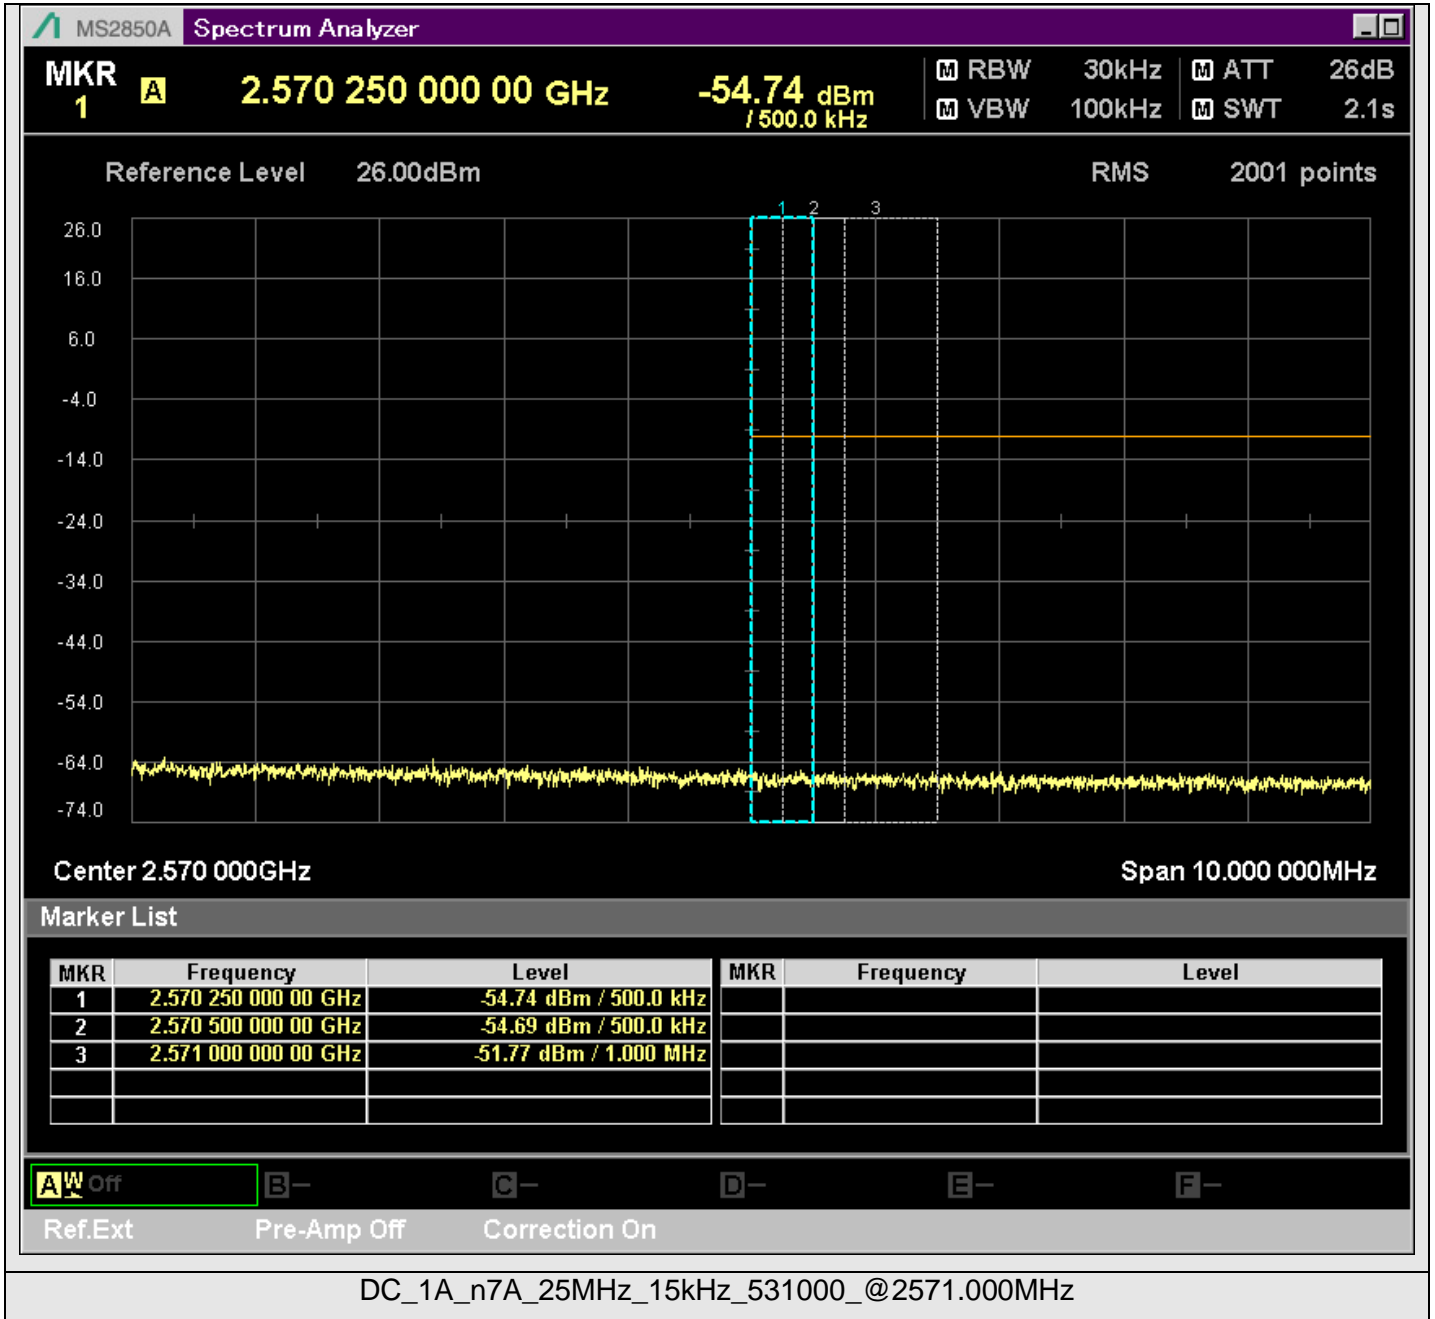 MS2850A Spectrum Analyzer
MKR 1 A 2.570 250 000 00 GHz -54.74 dBm / 500.0 kHz
M RBW 30kHz M ATT 26dB
M VBW 100kHz M SWT 2.1s
Reference Level 26.00dBm RMS 2001 points
1 2 3
26.0
16.0
6.0
-4.0
-14.0
-24.0
-34.0
-44.0
-54.0
-64.0
-74.0
Center 2.570 000GHz Span 10.000 000MHz
Marker List
MKR Frequency Level MKR Frequency Level
1 2.570 250 000 00 GHz -54.74 dBm / 500.0 kHz
2 2.570 500 000 00 GHz -54.69 dBm / 500.0 kHz
3 2.571 000 000 00 GHz -51.77 dBm / 1.000 MHz
A W Off B— C— D— E— F—
Ref.Ext Pre-Amp Off Correction On
DC_1A_n7A_25MHz_15kHz_531000_@2571.000MHz